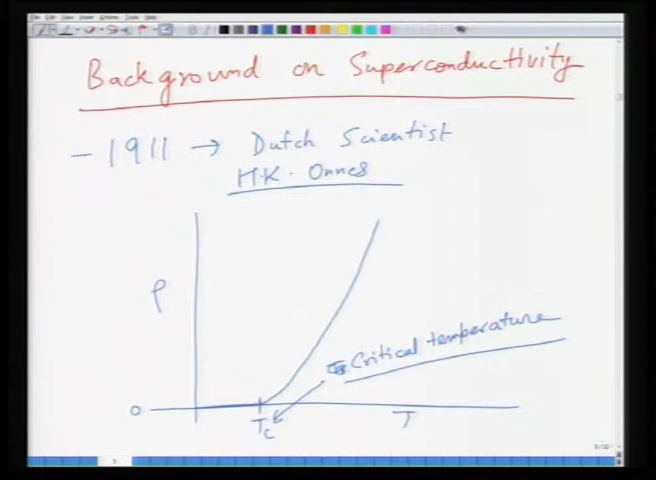 Background on Superconductivity
- 1911 → Dutch Scientist
H.K. Onnes
ρ
Critical temperature
0
Tc
T